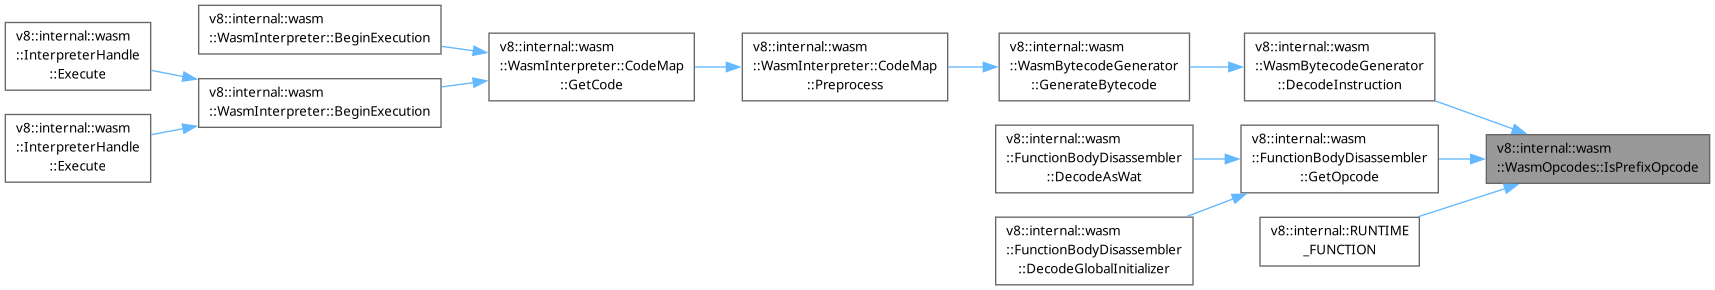 v8::internal::wasm
::InterpreterHandle
::Execute
v8::internal::wasm
::InterpreterHandle
::Execute
v8::internal::wasm
::WasmInterpreter::BeginExecution
v8::internal::wasm
::WasmInterpreter::BeginExecution
v8::internal::wasm
::WasmInterpreter::CodeMap
::GetCode
v8::internal::wasm
::WasmInterpreter::CodeMap
::Preprocess
v8::internal::wasm
::WasmBytecodeGenerator
::GenerateBytecode
v8::internal::wasm
::FunctionBodyDisassembler
::DecodeAsWat
v8::internal::wasm
::FunctionBodyDisassembler
::DecodeGlobalInitializer
v8::internal::wasm
::WasmBytecodeGenerator
::DecodeInstruction
v8::internal::wasm
::FunctionBodyDisassembler
::GetOpcode
v8::internal::RUNTIME
_FUNCTION
v8::internal::wasm
::WasmOpcodes::IsPrefixOpcode